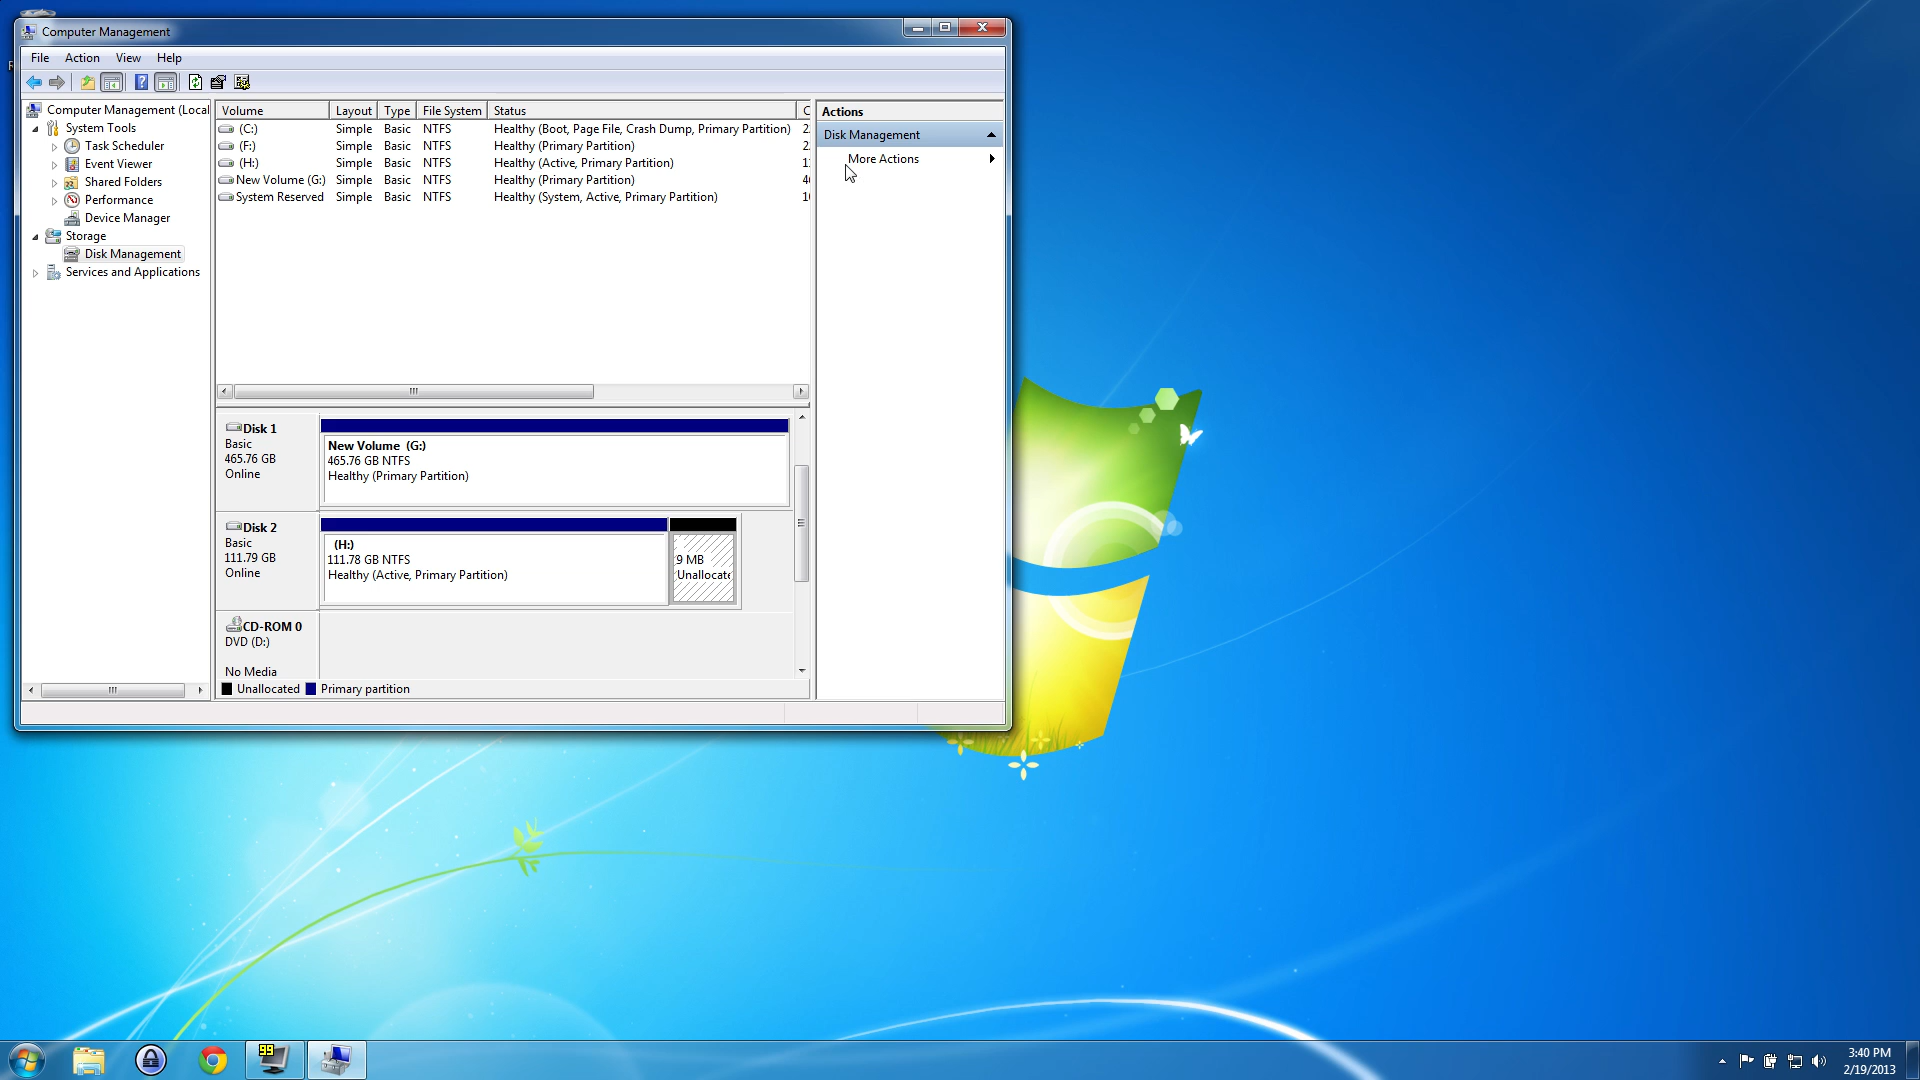 Computer Management
File Action View Help
Computer Management (Local
System Tools
Task Scheduler
Event Viewer
Shared Folders
Performance
Device Manager
Storage
Disk Management
Services and Applications
Volume Layout Type File System Status C
(C:) Simple Basic NTFS Healthy (Boot, Page File, Crash Dump, Primary Partition) 2
(F:) Simple Basic NTFS Healthy (Primary Partition) 2
(H:) Simple Basic NTFS Healthy (Active, Primary Partition) 1
New Volume (G:) Simple Basic NTFS Healthy (Primary Partition) 4
System Reserved Simple Basic NTFS Healthy (System, Active, Primary Partition) 1
Disk 1
Basic
465.76 GB
Online
New Volume (G:)
465.76 GB NTFS
Healthy (Primary Partition)
Disk 2
Basic
111.79 GB
Online
(H:)
111.78 GB NTFS
Healthy (Active, Primary Partition)
9 MB
Unallocate
CD-ROM 0
DVD (D:)
No Media
Unallocated Primary partition
Actions
Disk Management
More Actions
99
3:40 PM
2/19/2013